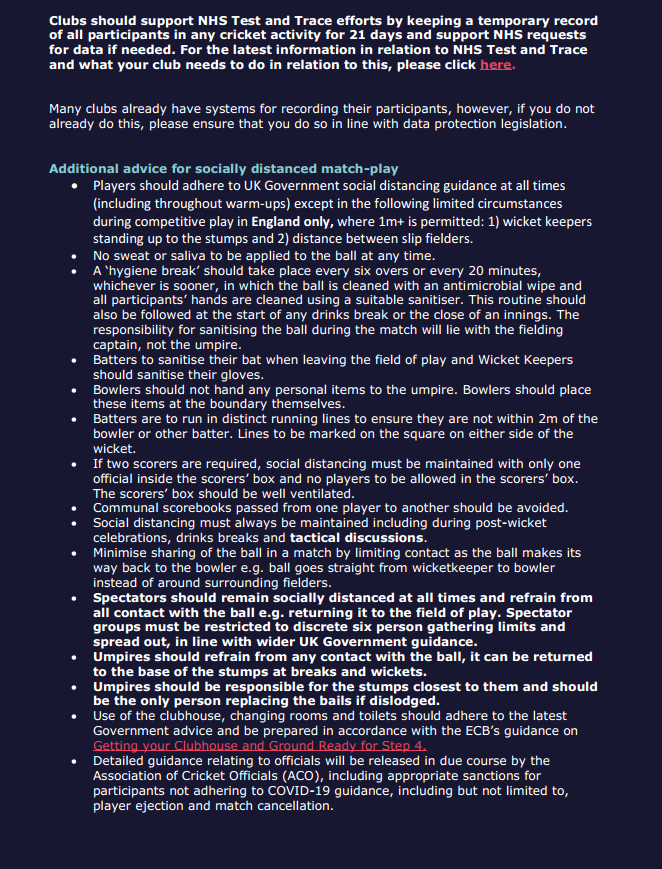 Clubs should support NHS Test and Trace efforts by keeping a temporary record
of all participants in any cricket activity for 21 days and support NHS requests
for data if needed. For the latest information in relation to NHS Test and Trace
and what your club needs to do in relation to this, please click here.
Many clubs already have systems for recording their participants, however, if you do not
already do this, please ensure that you do so in line with data protection legislation.
Additional advice for socially distanced match-play
• Players should adhere to UK Government social distancing guidance at all times
(including throughout warm-ups) except in the following limited circumstances
during competitive play in England only, where 1m+ is permitted: 1) wicket keepers
standing up to the stumps and 2) distance between slip fielders.
• No sweat or saliva to be applied to the ball at any time.
• A ‘hygiene break’ should take place every six overs or every 20 minutes,
whichever is sooner, in which the ball is cleaned with an antimicrobial wipe and
all participants’ hands are cleaned using a suitable sanitiser. This routine should
also be followed at the start of any drinks break or the close of an innings. The
responsibility for sanitising the ball during the match will lie with the fielding
captain, not the umpire.
• Batters to sanitise their bat when leaving the field of play and Wicket Keepers
should sanitise their gloves.
• Bowlers should not hand any personal items to the umpire. Bowlers should place
these items at the boundary themselves.
• Batters are to run in distinct running lines to ensure they are not within 2m of the
bowler or other batter. Lines to be marked on the square on either side of the
wicket.
• If two scorers are required, social distancing must be maintained with only one
official inside the scorers’ box and no players to be allowed in the scorers’ box.
The scorers’ box should be well ventilated.
• Communal scorebooks passed from one player to another should be avoided.
• Social distancing must always be maintained including during post-wicket
celebrations, drinks breaks and tactical discussions.
• Minimise sharing of the ball in a match by limiting contact as the ball makes its
way back to the bowler e.g. ball goes straight from wicketkeeper to bowler
instead of around surrounding fielders.
• Spectators should remain socially distanced at all times and refrain from
all contact with the ball e.g. returning it to the field of play. Spectator
groups must be restricted to discrete six person gathering limits and
spread out, in line with wider UK Government guidance.
• Umpires should refrain from any contact with the ball, it can be returned
to the base of the stumps at breaks and wickets.
• Umpires should be responsible for the stumps closest to them and should
be the only person replacing the bails if dislodged.
• Use of the clubhouse, changing rooms and toilets should adhere to the latest
Government advice and be prepared in accordance with the ECB’s guidance on
Getting your Clubhouse and Ground Ready for Step 4.
• Detailed guidance relating to officials will be released in due course by the
Association of Cricket Officials (ACO), including appropriate sanctions for
participants not adhering to COVID-19 guidance, including but not limited to,
player ejection and match cancellation.